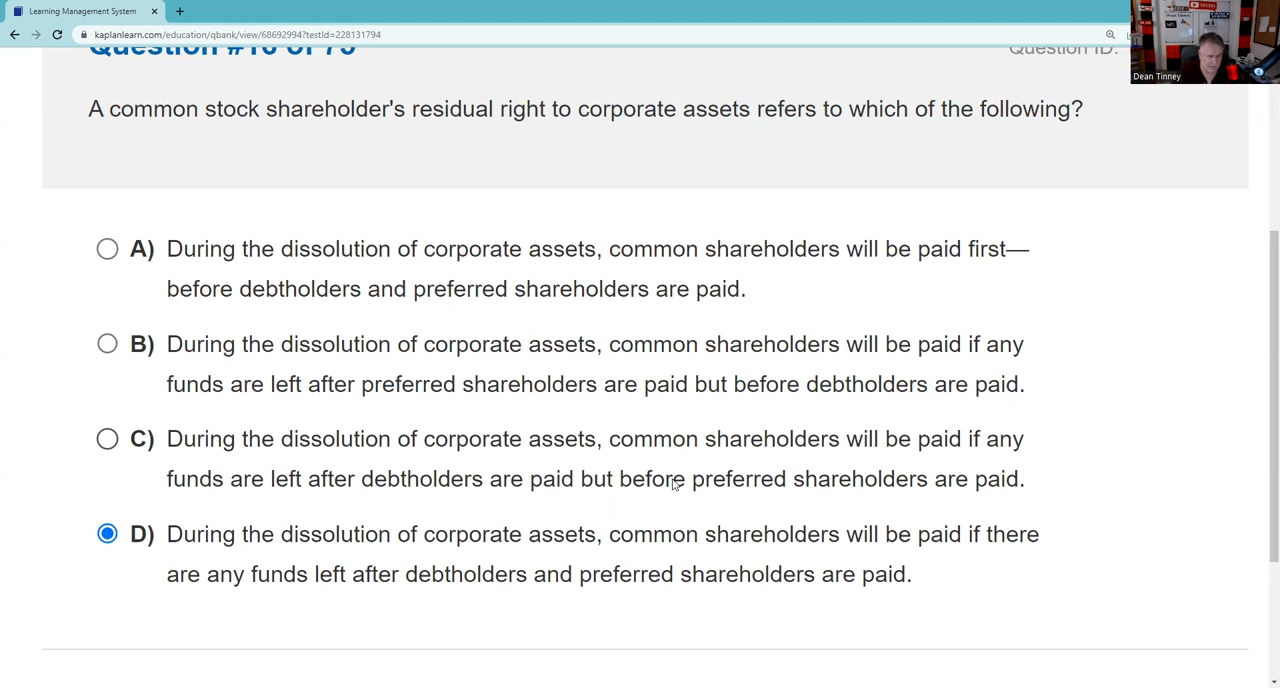 Learning Management System
kaplanlearn.com/education/qbank/view/68692994?testId=228131794
Dean Tinney
Question #10 of 75
Question ID:
A common stock shareholder's residual right to corporate assets refers to which of the following?
A) During the dissolution of corporate assets, common shareholders will be paid first—
before debtholders and preferred shareholders are paid.
B) During the dissolution of corporate assets, common shareholders will be paid if any
funds are left after preferred shareholders are paid but before debtholders are paid.
C) During the dissolution of corporate assets, common shareholders will be paid if any
funds are left after debtholders are paid but before preferred shareholders are paid.
D) During the dissolution of corporate assets, common shareholders will be paid if there
are any funds left after debtholders and preferred shareholders are paid.